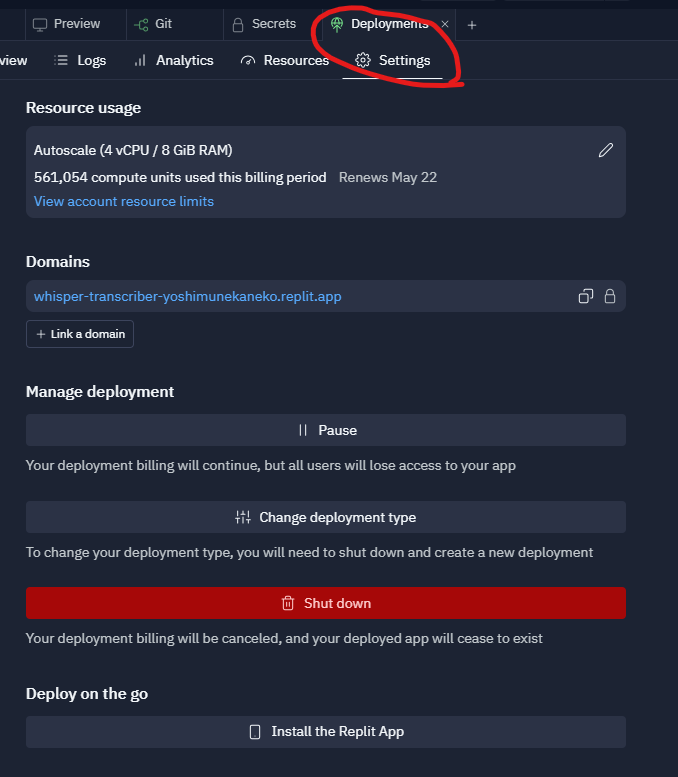 Preview Git Secrets Deployments
view Logs Analytics Resources Settings
Resource usage
Autoscale (4 vCPU / 8 GiB RAM)
561,054 compute units used this billing period Renews May 22
View account resource limits
Domains
whisper-transcriber-yoshimunekaneko.replit.app
+ Link a domain
Manage deployment
Pause
Your deployment billing will continue, but all users will lose access to your app
Change deployment type
To change your deployment type, you will need to shut down and create a new deployment
Shut down
Your deployment billing will be canceled, and your deployed app will cease to exist
Deploy on the go
Install the Replit App